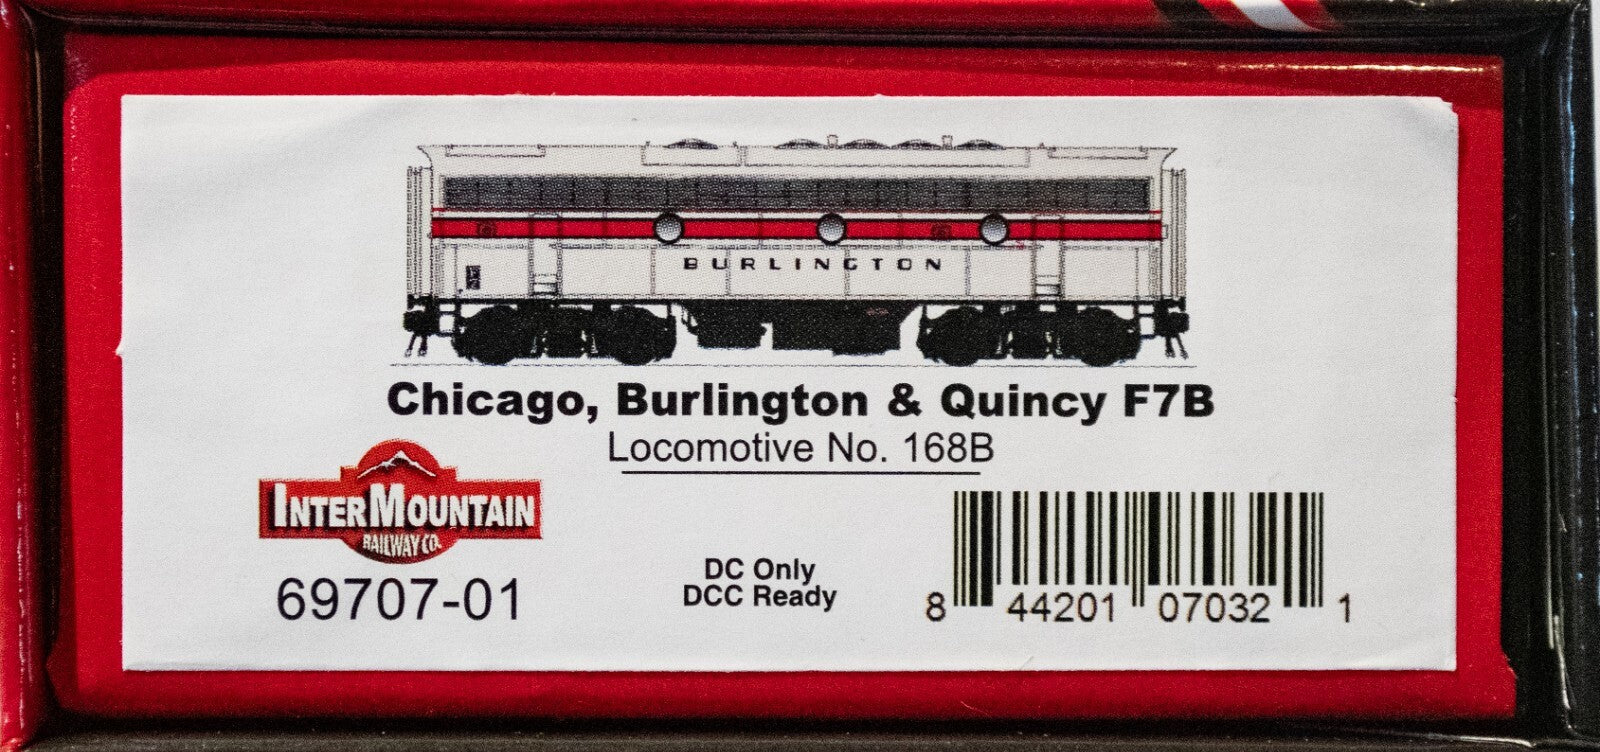 BURLINGTON
Chicago, Burlington & Quincy F7B
Locomotive No. 168B
INTERMOUNTAIN
RAILWAY CO.
69707-01
DC Only
DCC Ready
8 44201 07032 1